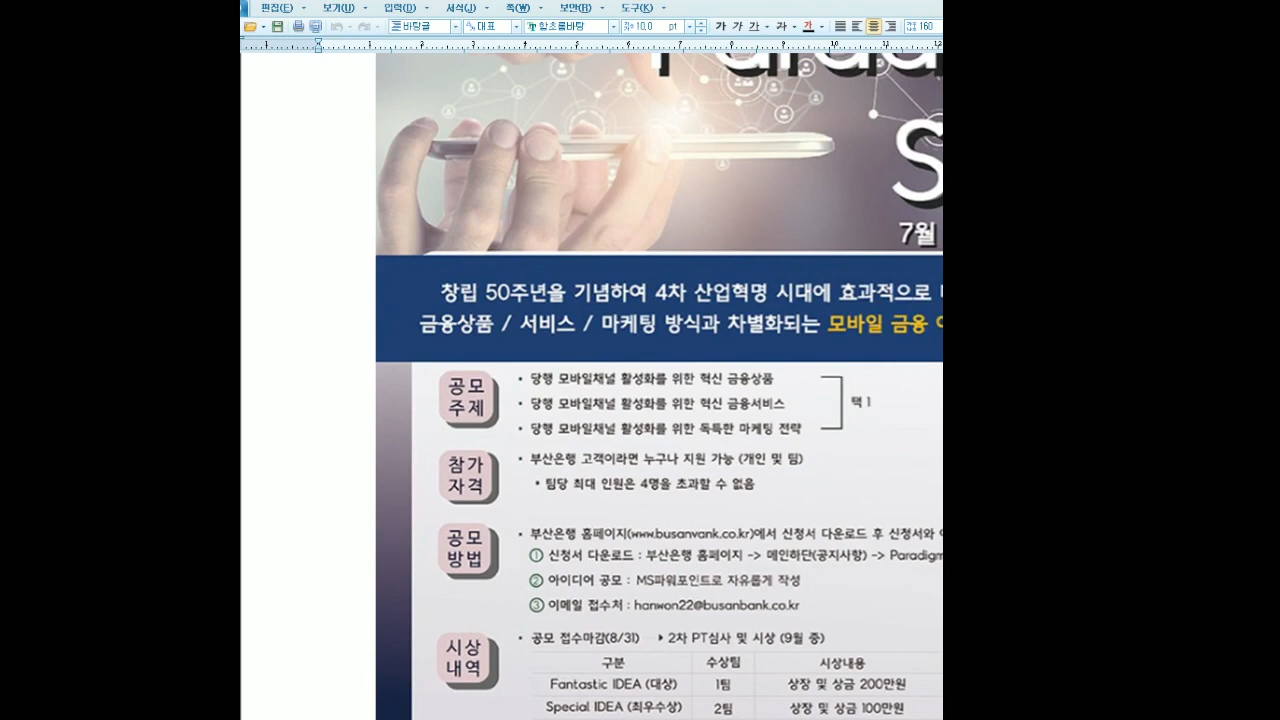 편집(E) 보기(U) 입력(D) 서식(J) 쪽(W) 보안(R) 도구(K)
바탕글 대표 함초롬바탕 10.0 pt 가 가 가 가 가 160
1 1 2 3 4 5 6 7 8 9 10 11 12
S
7월
창립 50주년을 기념하여 4차 산업혁명 시대에 효과적으로
금융상품 / 서비스 / 마케팅 방식과 차별화되는 모바일 금융
공모
주제
• 당행 모바일채널 활성화를 위한 혁신 금융상품
• 당행 모바일채널 활성화를 위한 혁신 금융서비스
• 당행 모바일채널 활성화를 위한 독특한 마케팅 전략
택 1
참가
자격
• 부산은행 고객이라면 누구나 지원 가능 (개인 및 팀)
• 팀당 최대 인원은 4명을 초과할 수 없음
공모
방법
• 부산은행 홈페이지(www.busanvank.co.kr)에서 신청서 다운로드 후 신청서와
① 신청서 다운로드 : 부산은행 홈페이지 -> 메인하단(공지사항) -> Paradigm
② 아이디어 공모 : MS파워포인트로 자유롭게 작성
③ 이메일 접수처 : hanwon22@busanbank.co.kr
시상
내역
• 공모 접수마감(8/31) ▶ 2차 PT심사 및 시상 (9월 중)
구분 수상팀 시상내용
Fantastic IDEA (대상) 1팀 상장 및 상금 200만원
Special IDEA (최우수상) 2팀 상장 및 상금 100만원